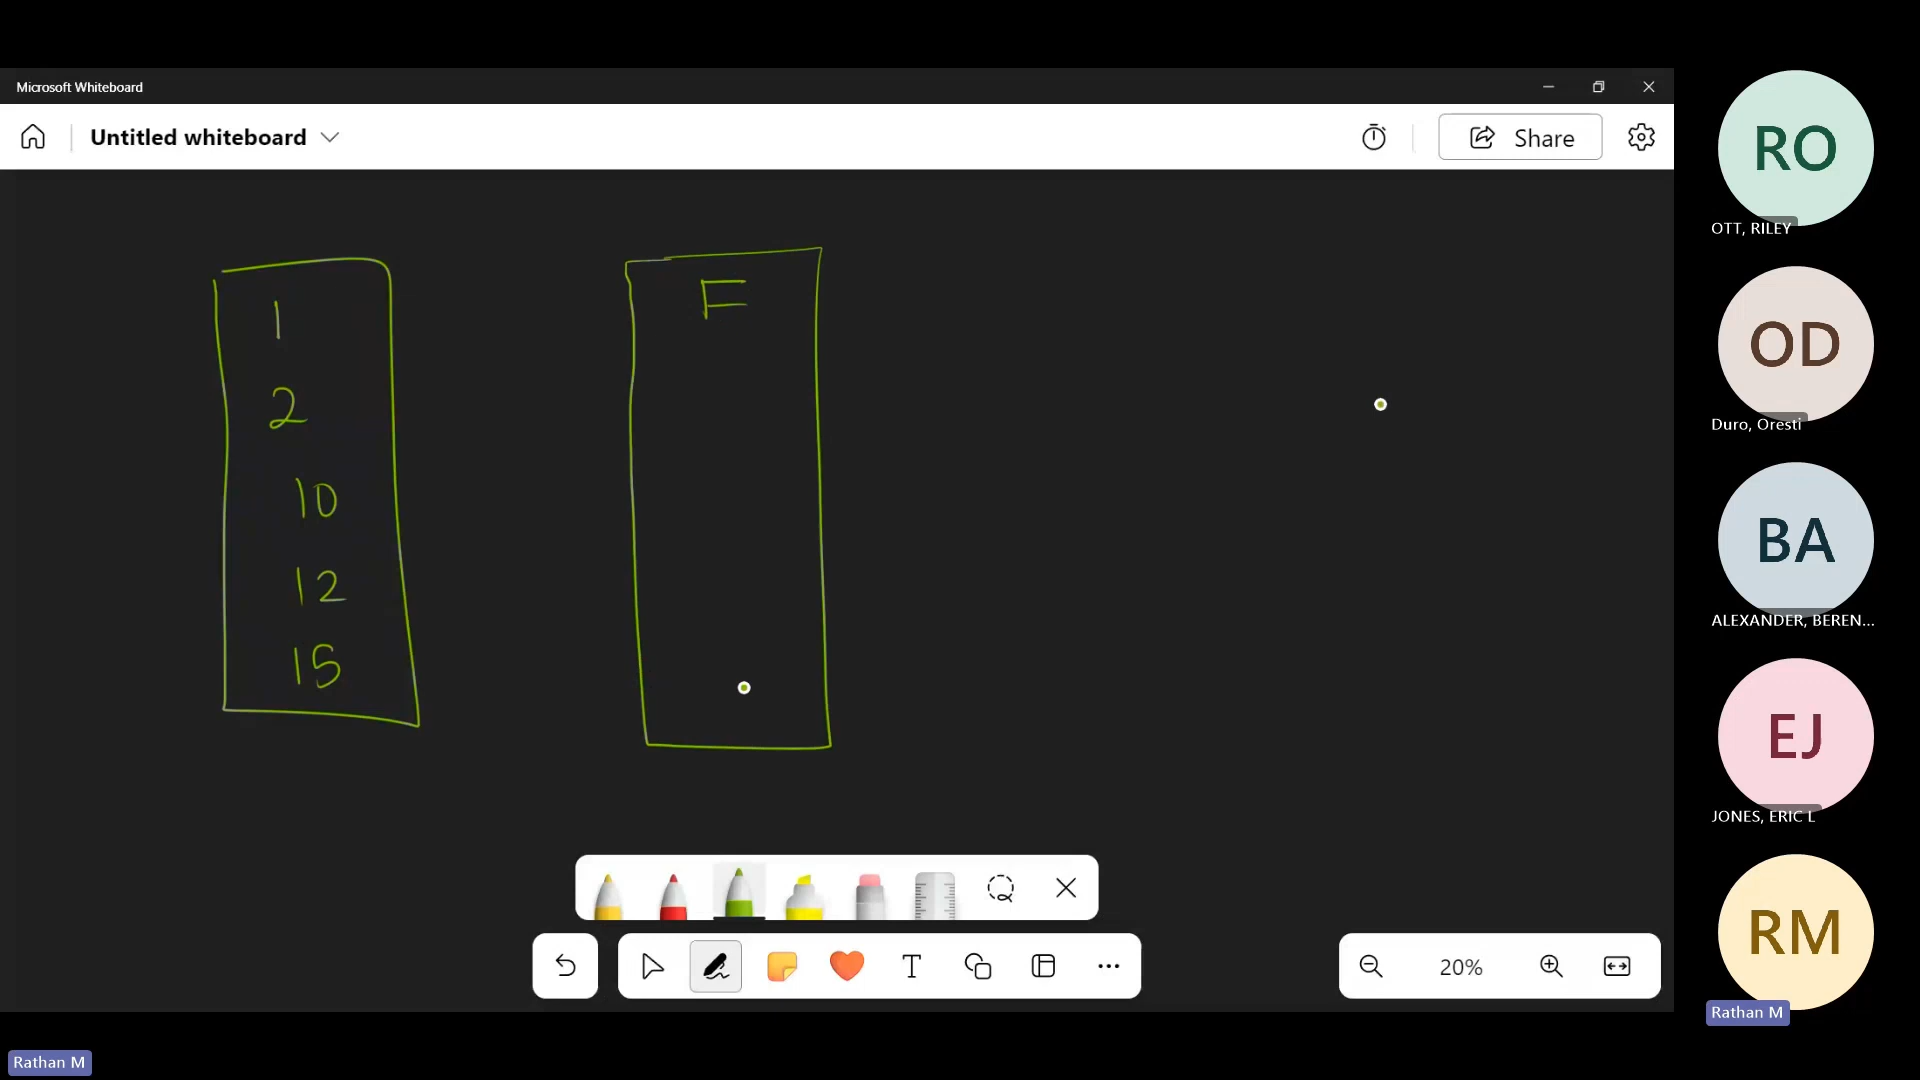 Microsoft Whiteboard
Untitled whiteboard
Share
1
2
10
12
15
F
20%
RO
OTT, RILEY
OD
Duro, Oresti
BA
ALEXANDER, BEREN...
EJ
JONES, ERIC L
RM
Rathan M
Rathan M